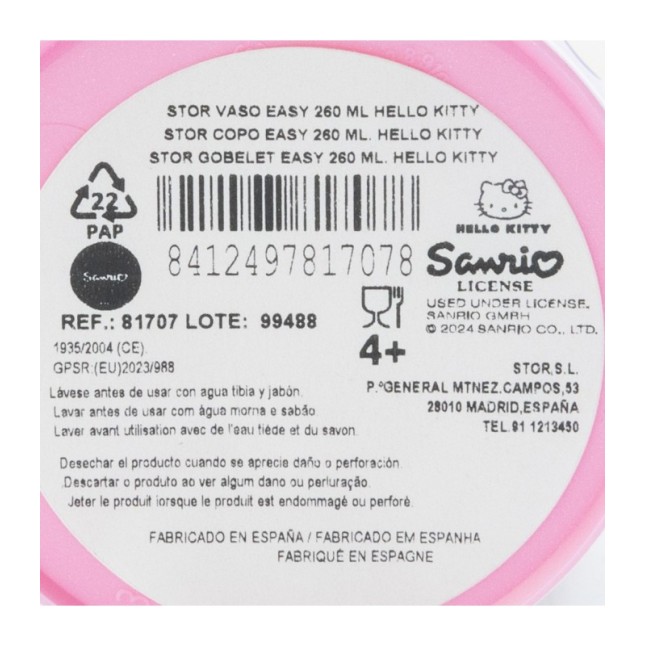 STOR VASO EASY 260 ML HELLO KITTY
STOR COPO EASY 260 ML. HELLO KITTY
STOR GOBELET EASY 260 ML. HELLO KITTY
22
PAP
8412497817078
HELLO KITTY
Sanrio
Sanrio
LICENSE
USED UNDER LICENSE.
SANRIO GMBH
© 2024 SANRIO CO., LTD.
REF.: 81707 LOTE: 99488
4+
1935/2004 (CE).
GPSR:(EU)2023/988
STOR,S.L.
P.ºGENERAL MTNEZ.CAMPOS,53
28010 MADRID,ESPAÑA
TEL.91 1213450
Lávese antes de usar con agua tibia y jabón.
Lavar antes de usar com água morna e sabão
Laver avant utilisation avec de l'eau tiède et du savon.
Desechar el producto cuando se aprecie daño o perforación.
Descartar o produto ao ver algum dano ou perluração.
Jeter le produit lorsque le produit est endommagé ou perforé.
FABRICADO EN ESPAÑA / FABRICADO EM ESPANHA
FABRIQUÉ EN ESPAGNE